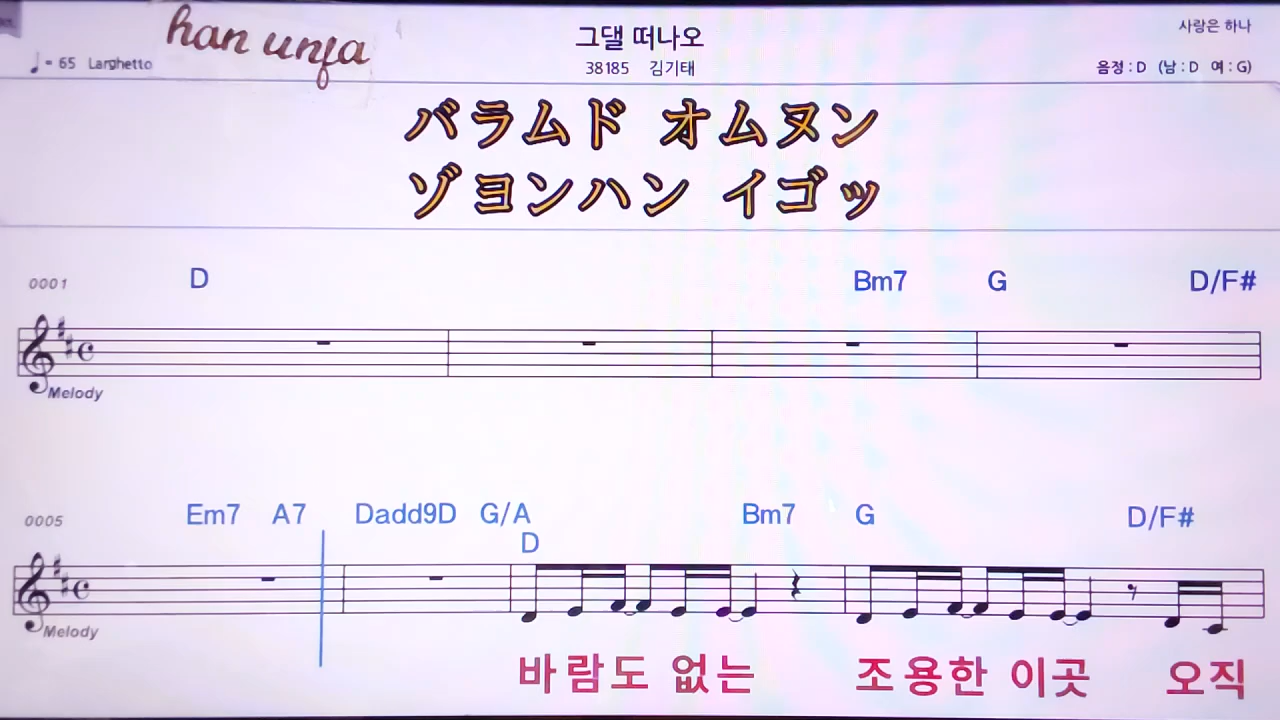 han unfa
그댈 떠나오
사랑은 하나
♩= 65 Larghetto
38185 김기태
음정 : D (남 : D 여 : G)
バラムド オムヌン
ゾヨンハン イゴッ
0001 D Bm7 G D/F#
Melody
0005 Em7 A7 Dadd9D G/A Bm7 G D/F#
D
Melody
바람도 없는 조용한 이곳 오직